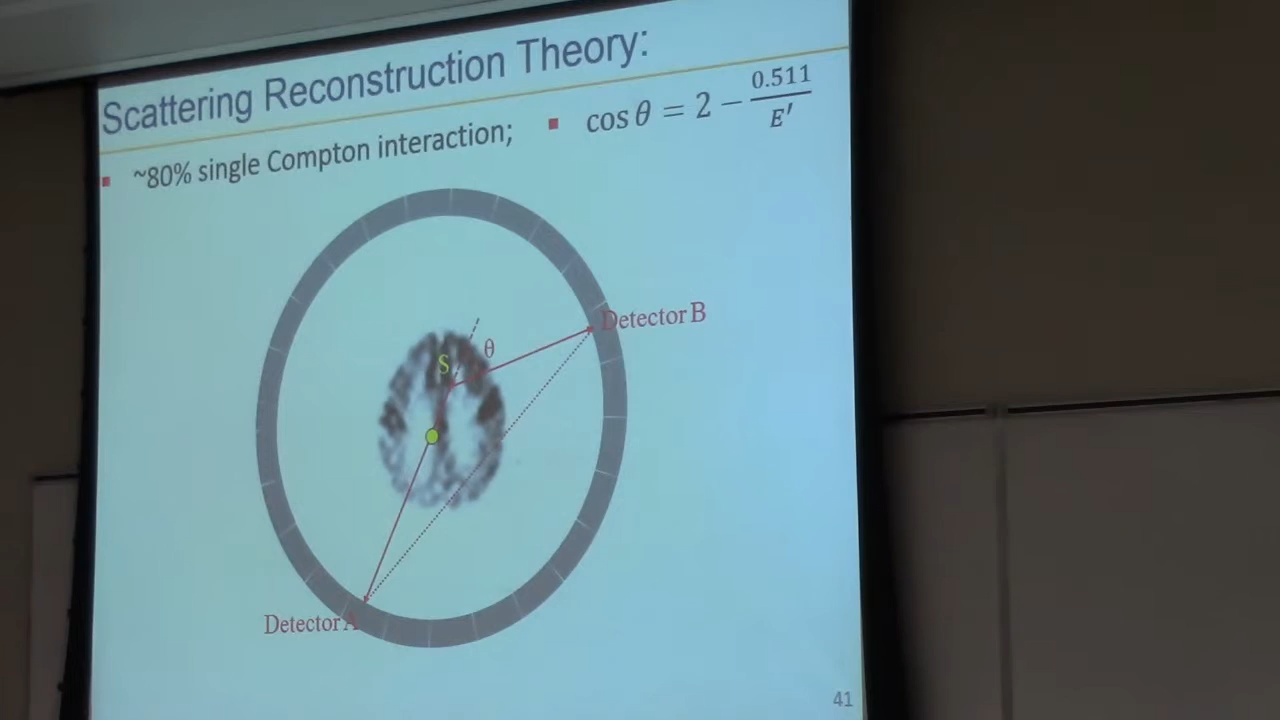 Scattering Reconstruction Theory:
~80% single Compton interaction;
cos θ = 2 − 0.511/E′
Detector B
θ
S
Detector A
41